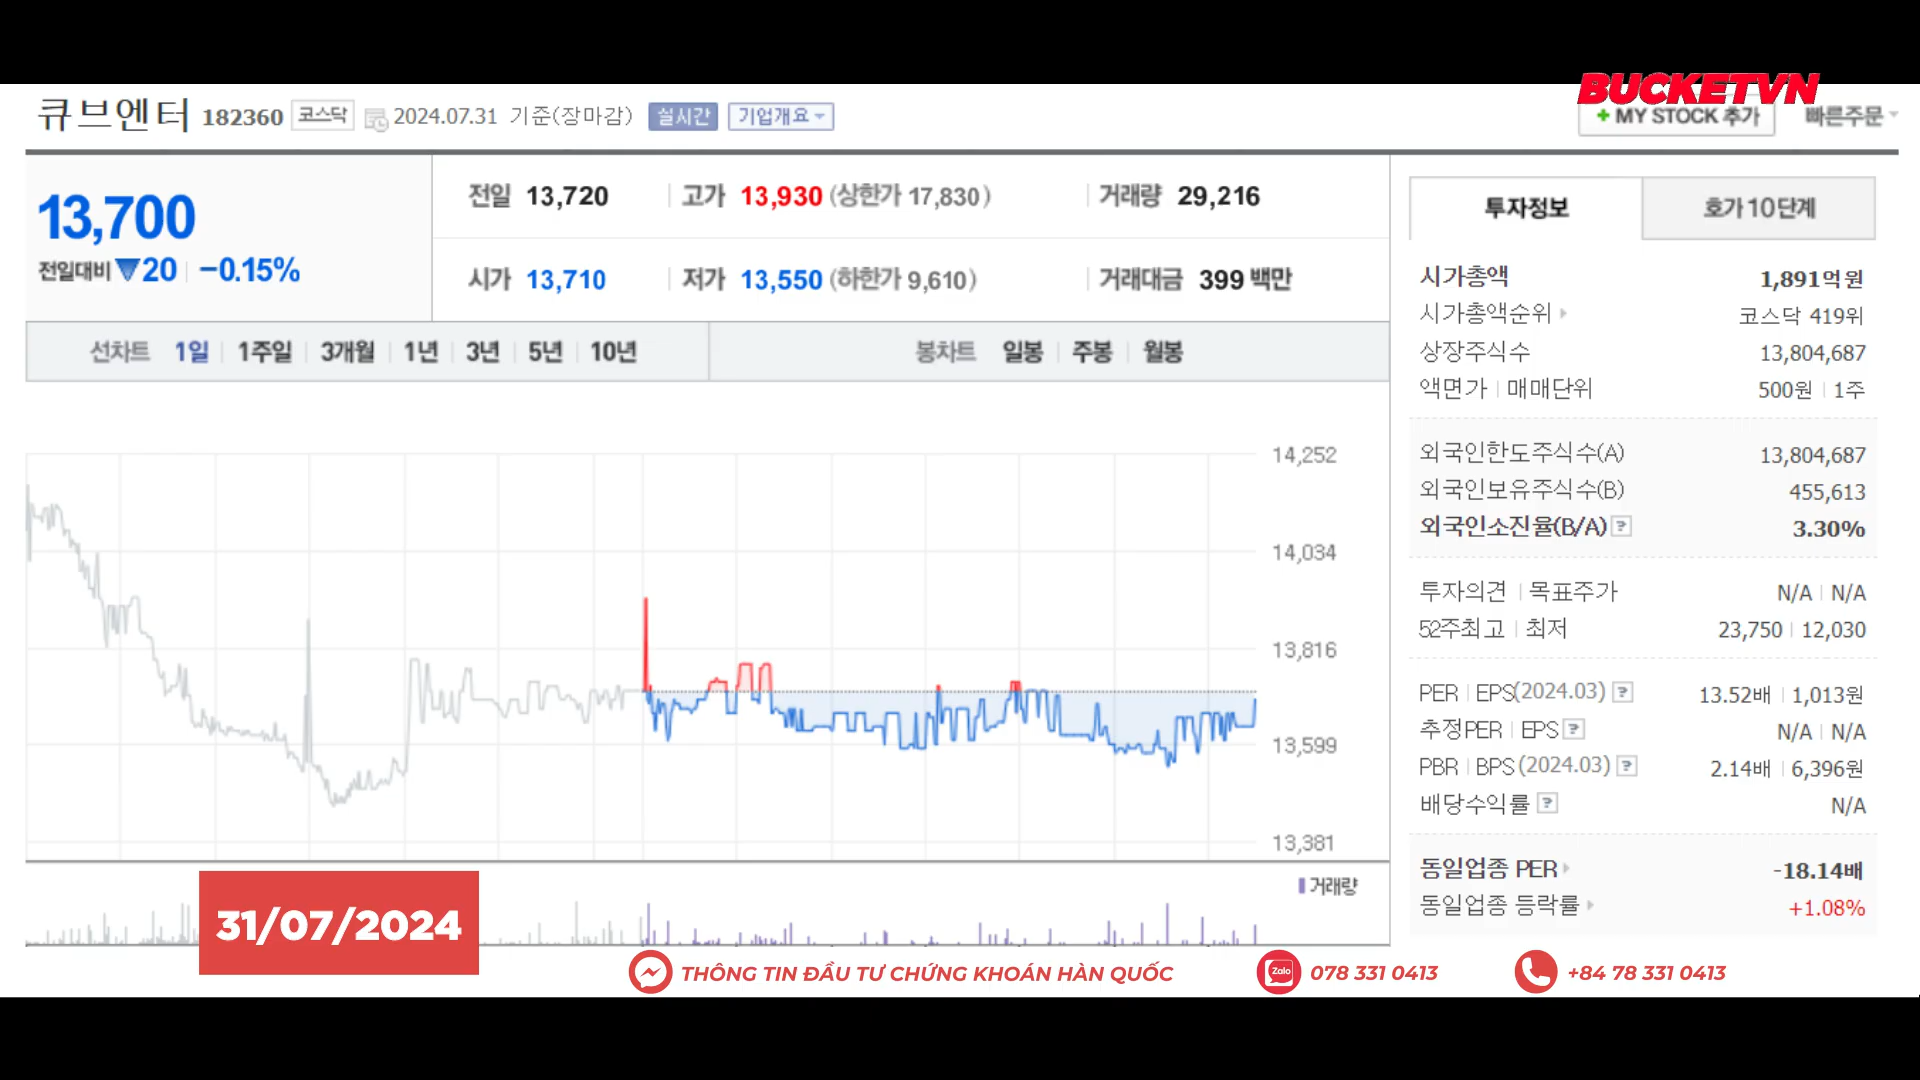 BUCKETVN
큐브엔터 182360 코스닥 2024.07.31 기준(장마감) 실시간 기업개요
+ MY STOCK 추가 빠른주문
13,700
전일대비 ▼20 -0.15%
전일 13,720 고가 13,930 (상한가 17,830) 거래량 29,216
시가 13,710 저가 13,550 (하한가 9,610) 거래대금 399 백만
선차트 1일 1주일 3개월 1년 3년 5년 10년 봉차트 일봉 주봉 월봉
14,252
14,034
13,816
13,599
13,381
거래량
투자정보 호가 10단계
시가총액 1,891억원
시가총액순위 코스닥 419위
상장주식수 13,804,687
액면가 매매단위 500원 1주
외국인한도주식수(A) 13,804,687
외국인보유주식수(B) 455,613
외국인소진율(B/A) ? 3.30%
투자의견 목표주가 N/A N/A
52주최고 최저 23,750 12,030
PER EPS(2024.03) ? 13.52배 1,013원
추정PER EPS ? N/A N/A
PBR BPS(2024.03) ? 2.14배 6,396원
배당수익률 ? N/A
동일업종 PER -18.14배
동일업종 등락률 +1.08%
31/07/2024
THÔNG TIN ĐẦU TƯ CHỨNG KHOÁN HÀN QUỐC
Zalo 078 331 0413
+84 78 331 0413